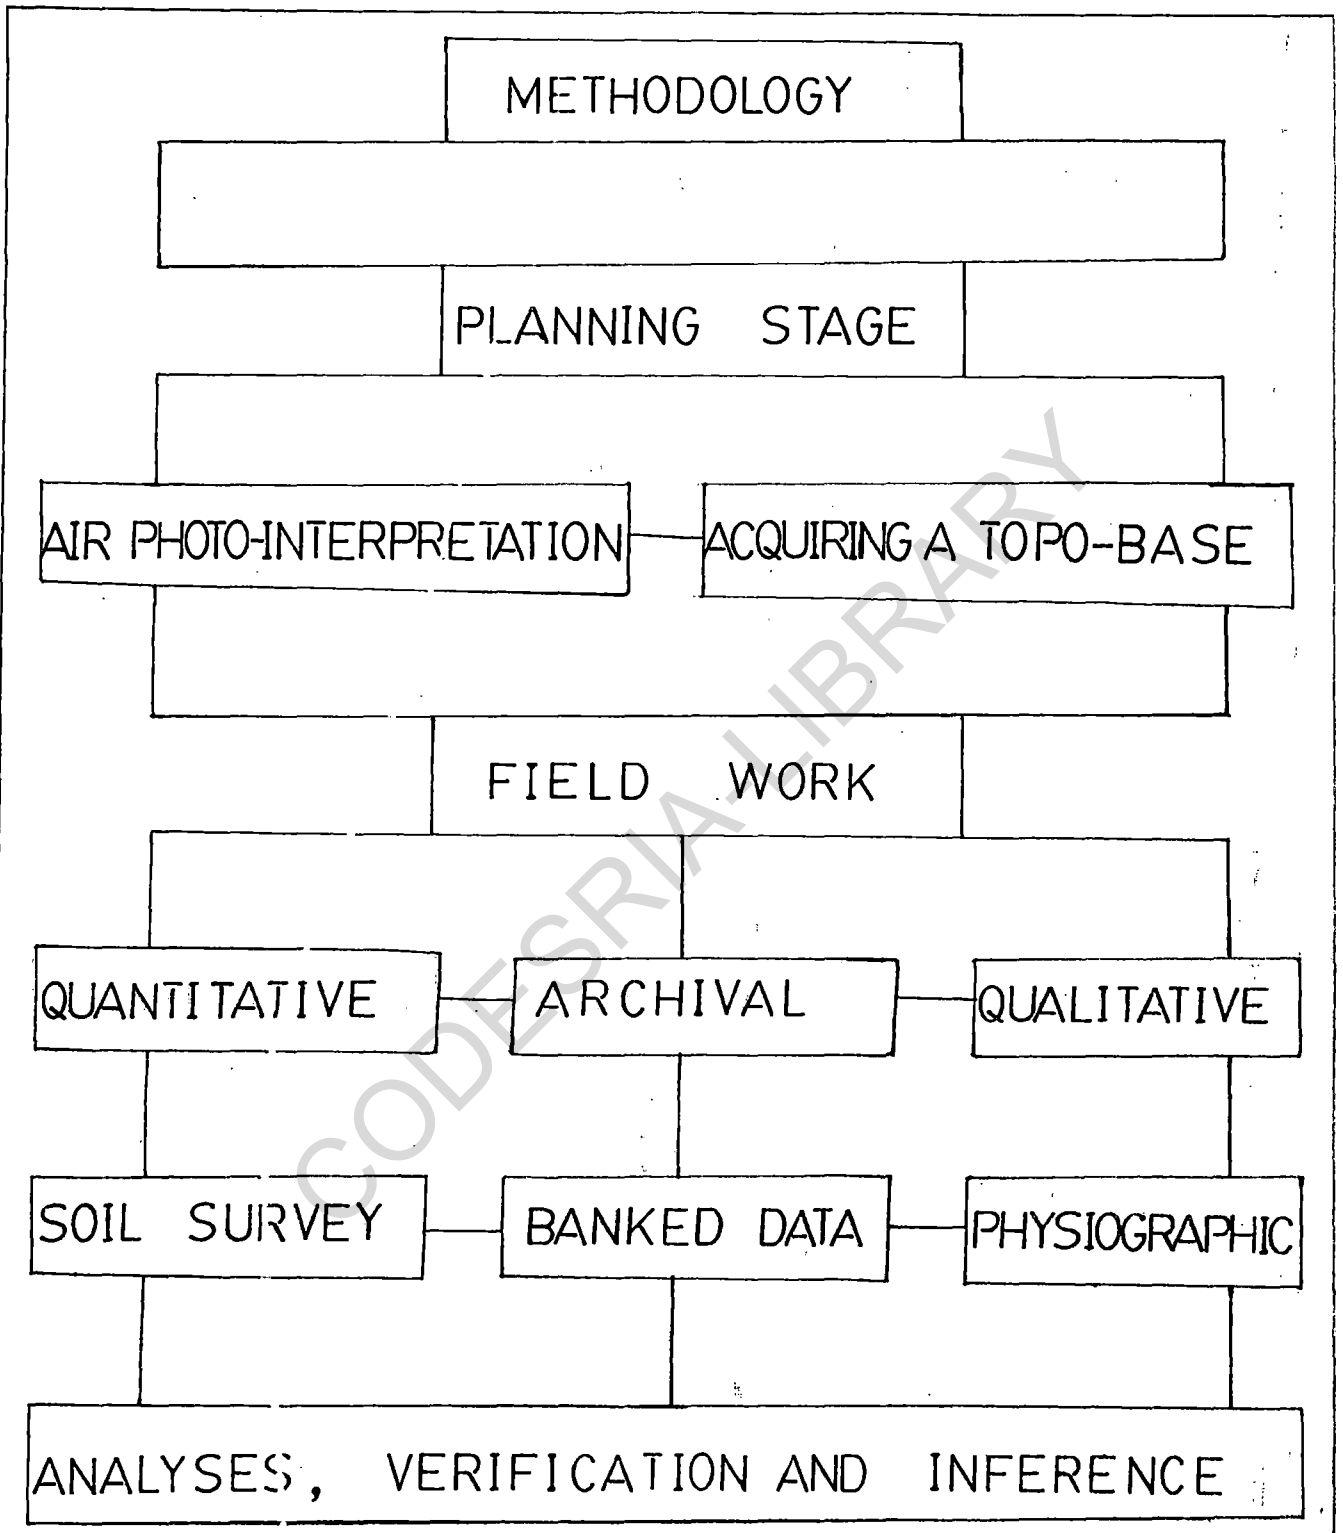 METHODOLOGY
PLANNING STAGE
AIR PHOTO-INTERPRETATION
ACQUIRING A TOPO-BASE
FIELD WORK
QUANTITATIVE
ARCHIVAL
QUALITATIVE
SOIL SURVEY
BANKED DATA
PHYSIOGRAPHIC
ANALYSES, VERIFICATION AND INFERENCE
CODESRIA-LIBRARY